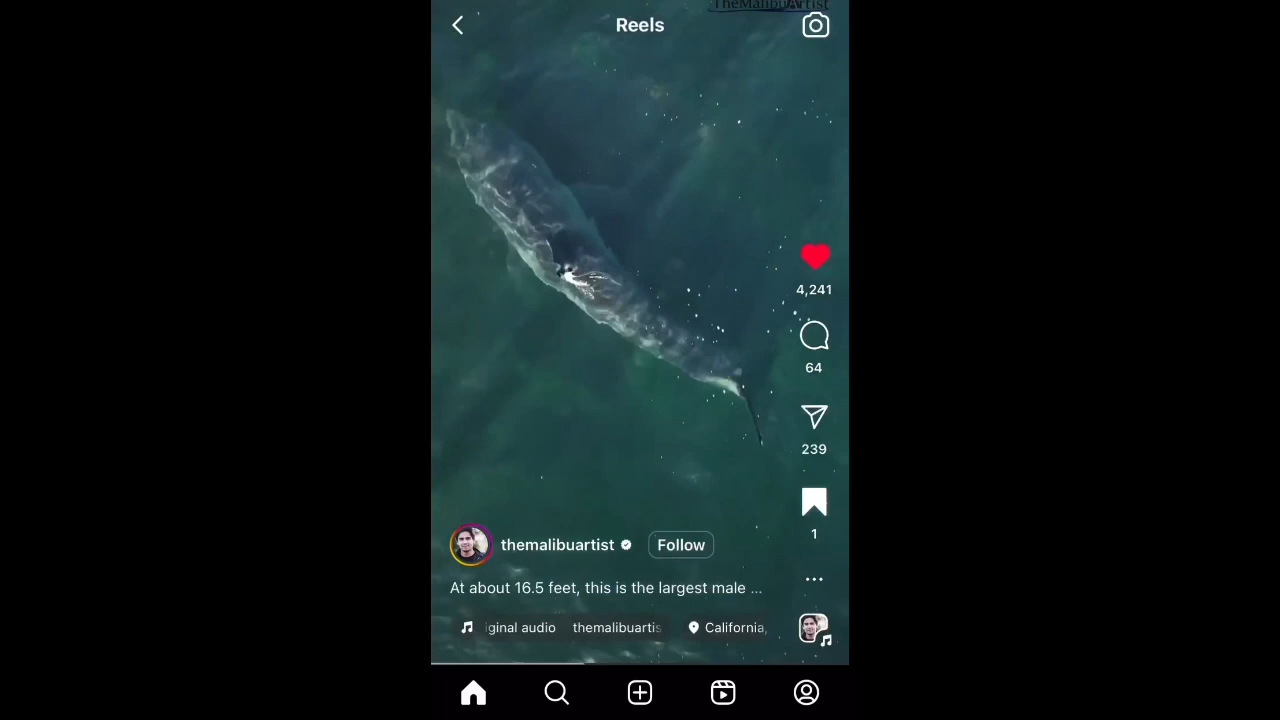 TheMalibuArtist
Reels
4,241
64
239
1
themalibuartist
Follow
At about 16.5 feet, this is the largest male ...
iginal audio themalibuartis
California,